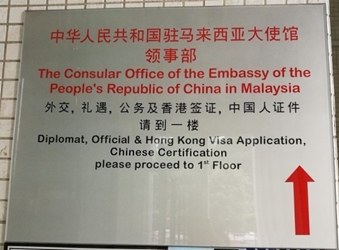 中华人民共和国驻马来西亚大使馆
领事部
The Consular Office of the Embassy of the
People's Republic of China in Malaysia
外交, 礼遇, 公务及香港签证, 中国人证件
请到一楼
Diplomat, Official & Hong Kong Visa Application,
Chinese Certification
please proceed to 1st Floor